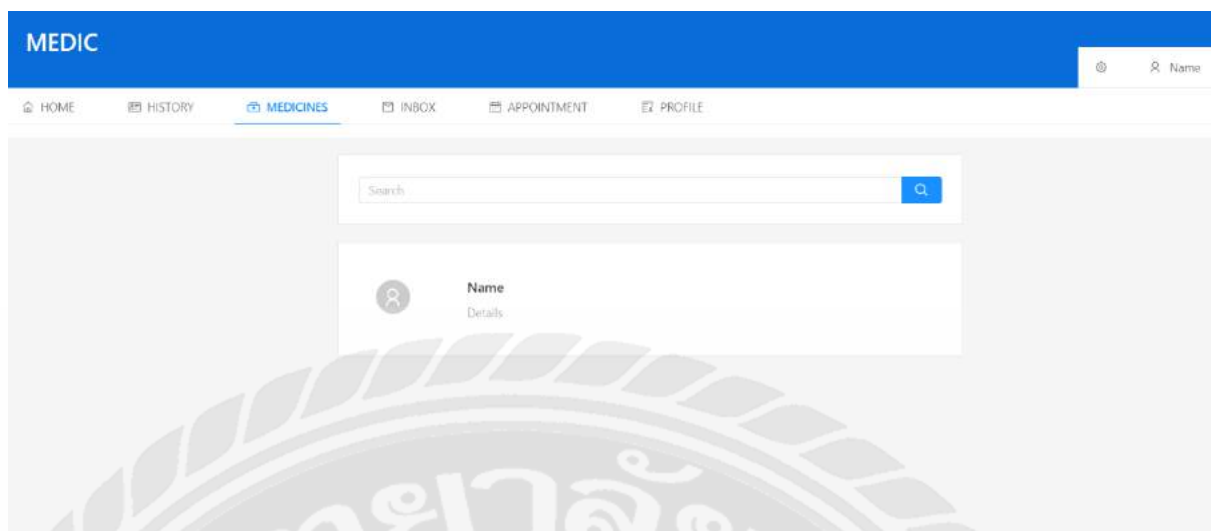 MEDIC
Name
HOME HISTORY MEDICINES INBOX APPOINTMENT PROFILE
Search
Name
Details